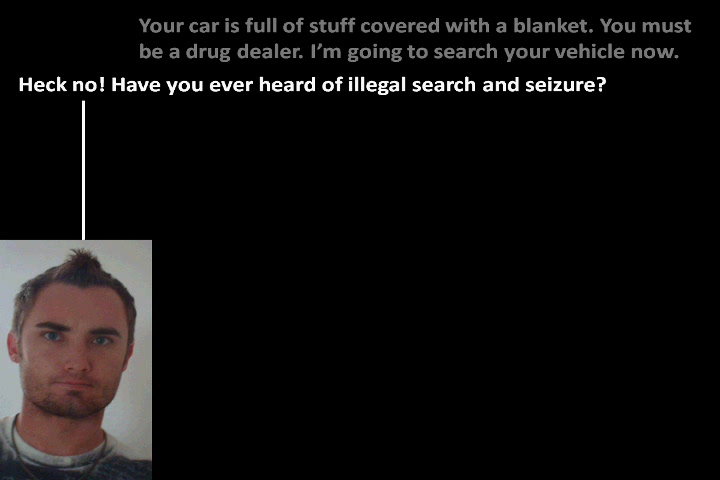 Your car is full of stuff covered with a blanket. You must
be a drug dealer. I’m going to search your vehicle now.
Heck no! Have you ever heard of illegal search and seizure?